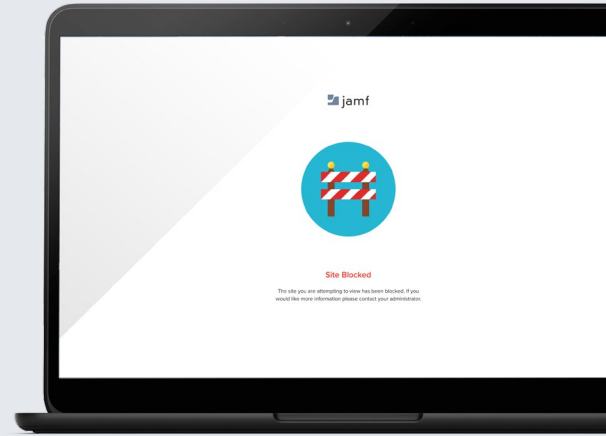 jamf
Site Blocked
The site you are attempting to view has been blocked. If you
would like more information please contact your administrator.